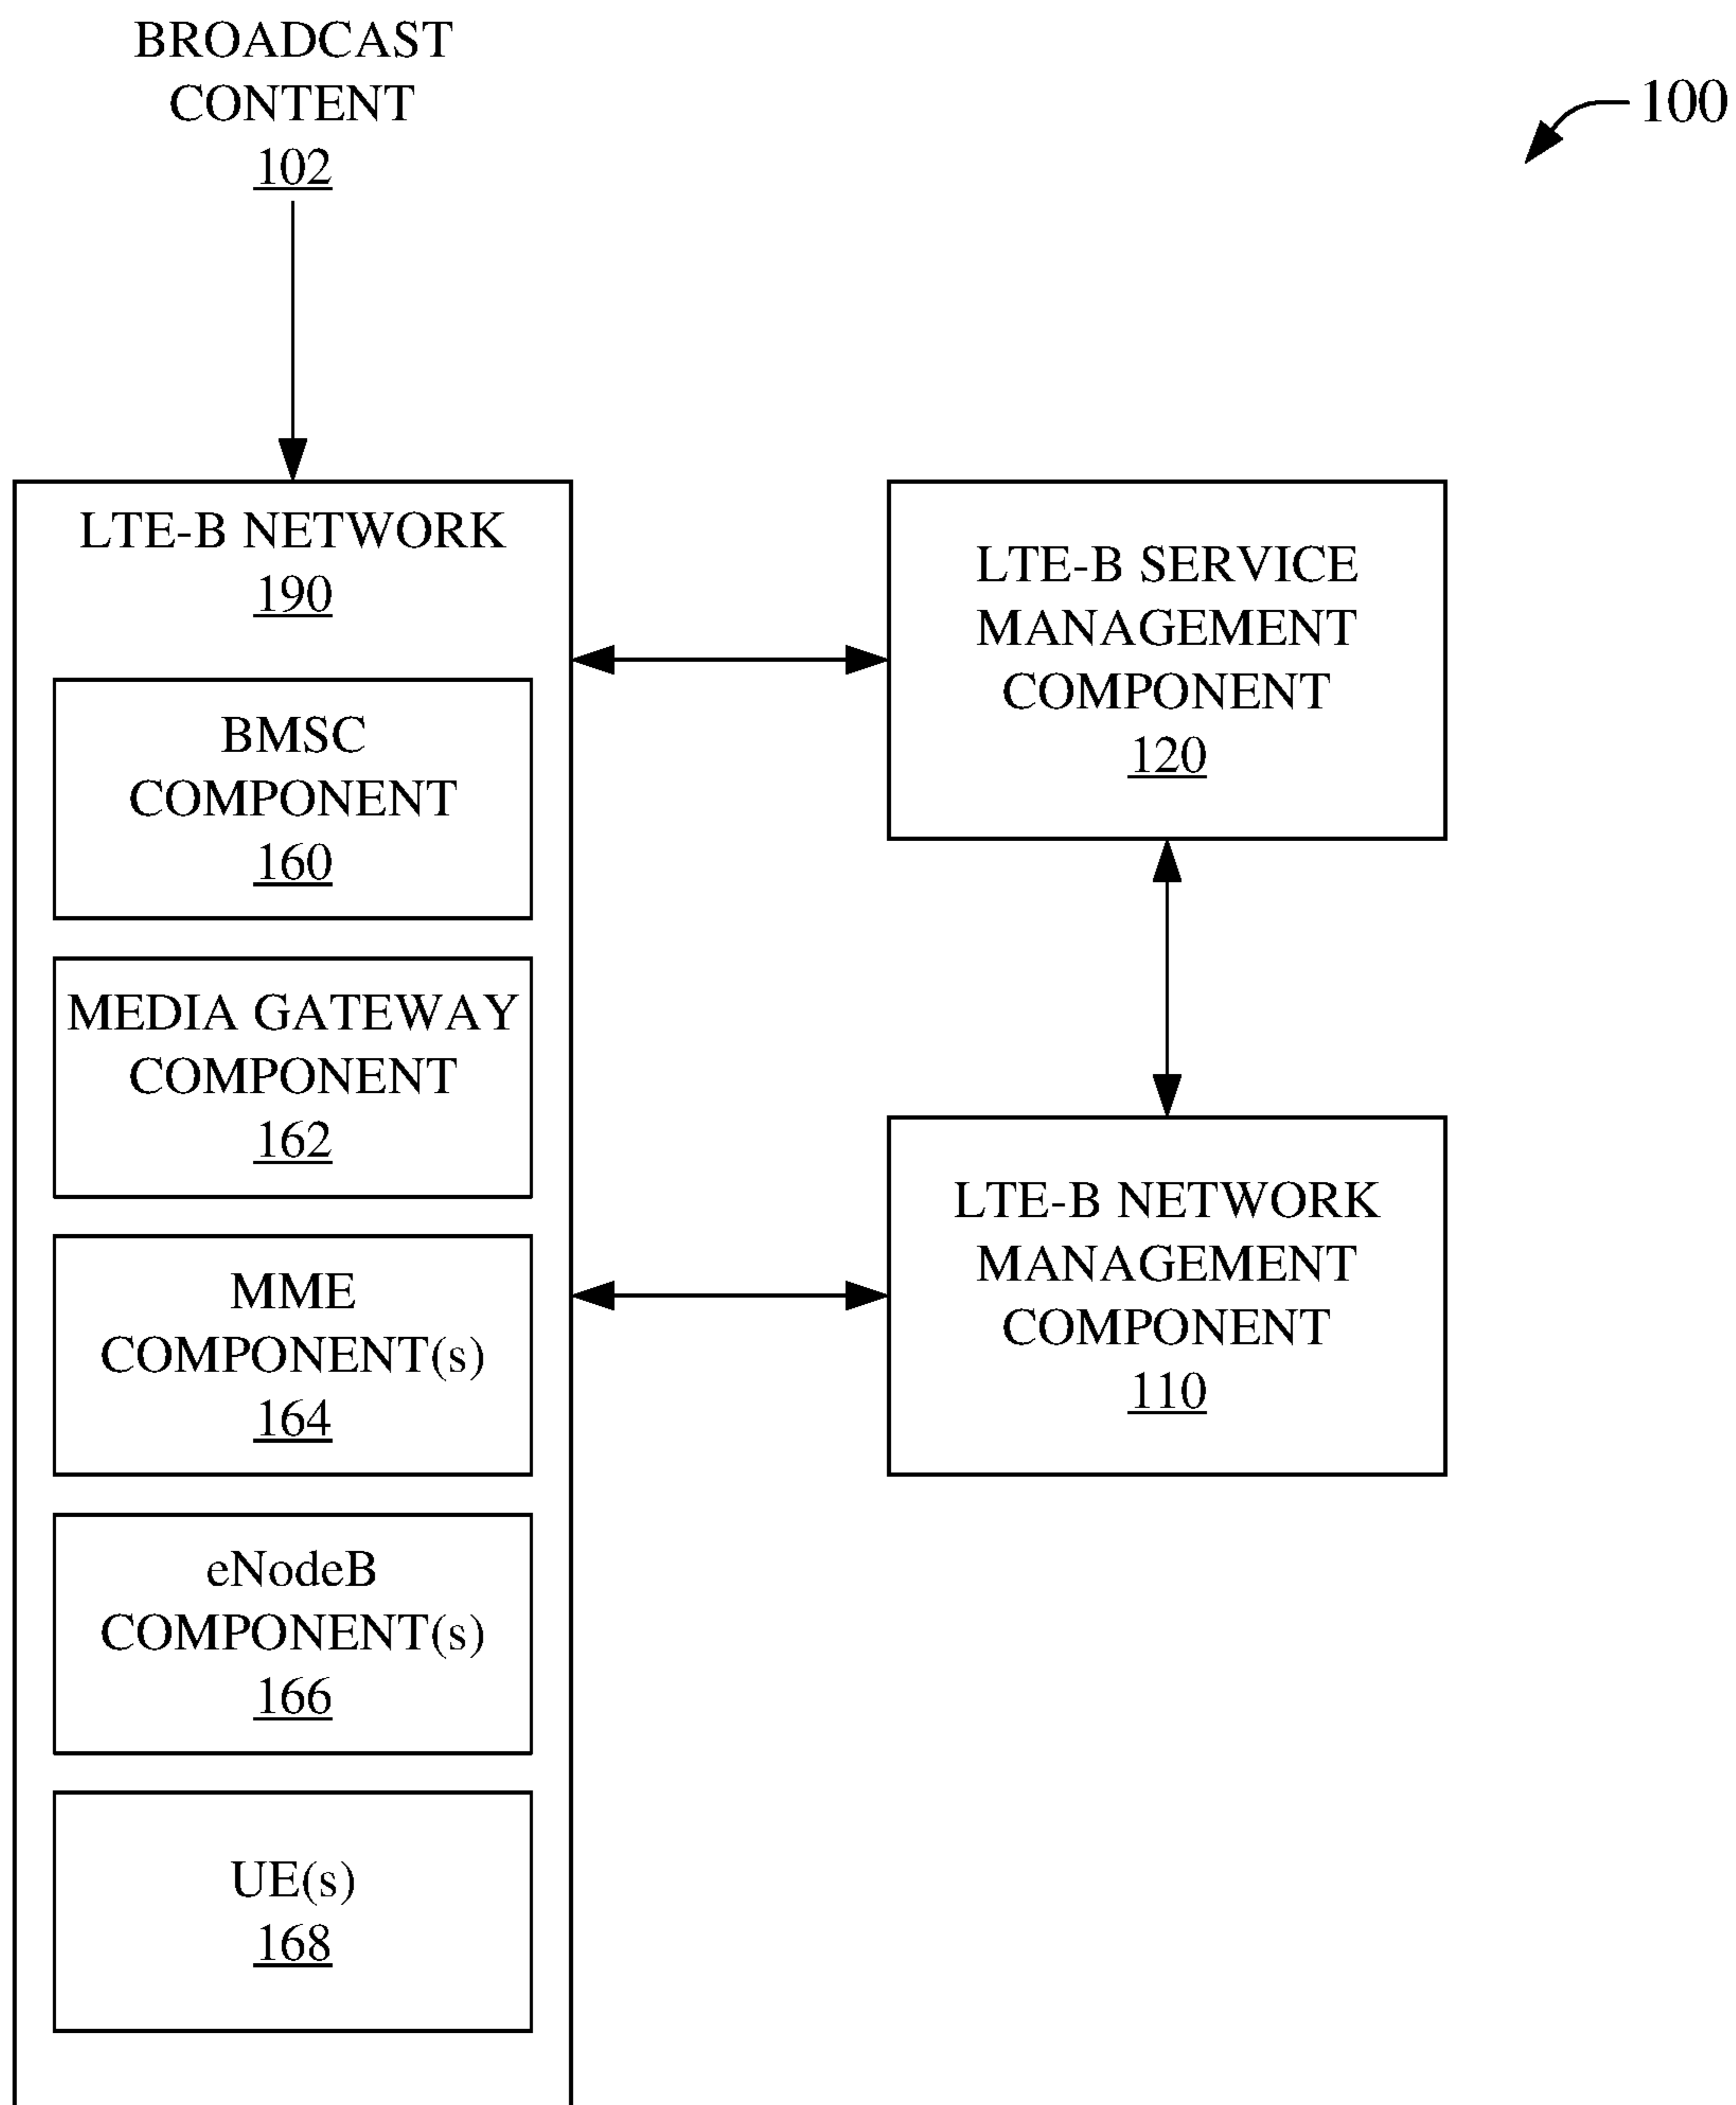 BROADCAST
CONTENT
102
100
LTE-B NETWORK
190
BMSC
COMPONENT
160
MEDIA GATEWAY
COMPONENT
162
MME
COMPONENT(s)
164
eNodeB
COMPONENT(s)
166
UE(s)
168
LTE-B SERVICE
MANAGEMENT
COMPONENT
120
LTE-B NETWORK
MANAGEMENT
COMPONENT
110